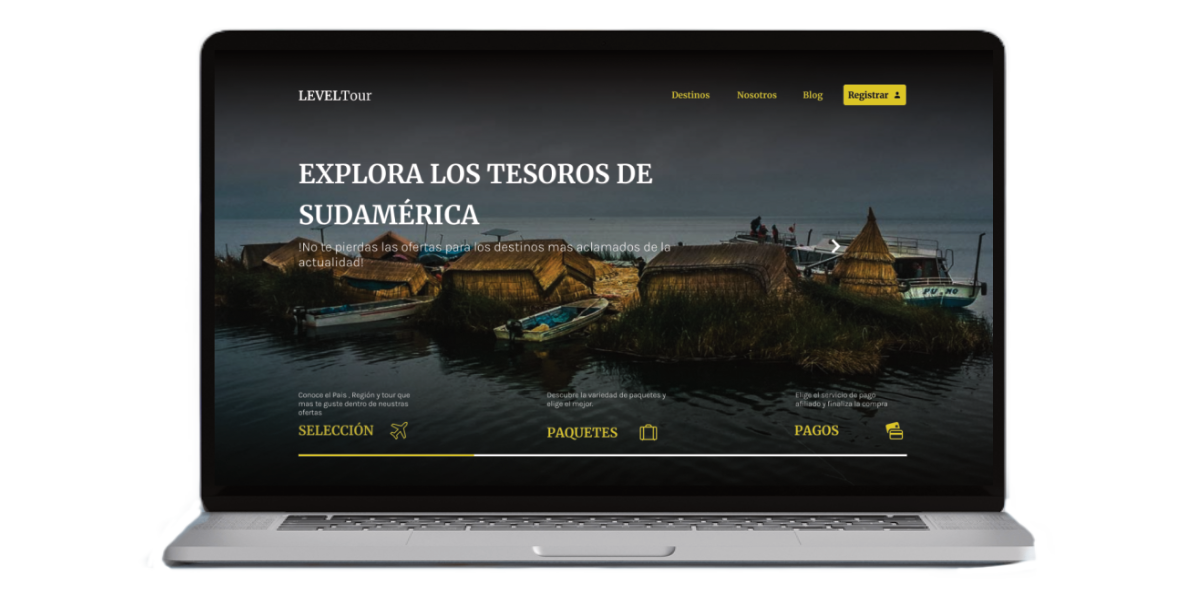 LEVELTour
Destinos Nosotros Blog Registrar
EXPLORA LOS TESOROS DE
SUDAMÉRICA
!No te pierdas las ofertas para los destinos mas aclamados de la
actualidad!
PU NO
Conoce el Pais , Región y tour que
mas te gusta dentro de neustras
ofertas
SELECCIÓN
Descubre la variedad de paquetes y
elige el mejor.
PAQUETES
Elige el servicio de pago
afiliado y finaliza la compra
PAGOS